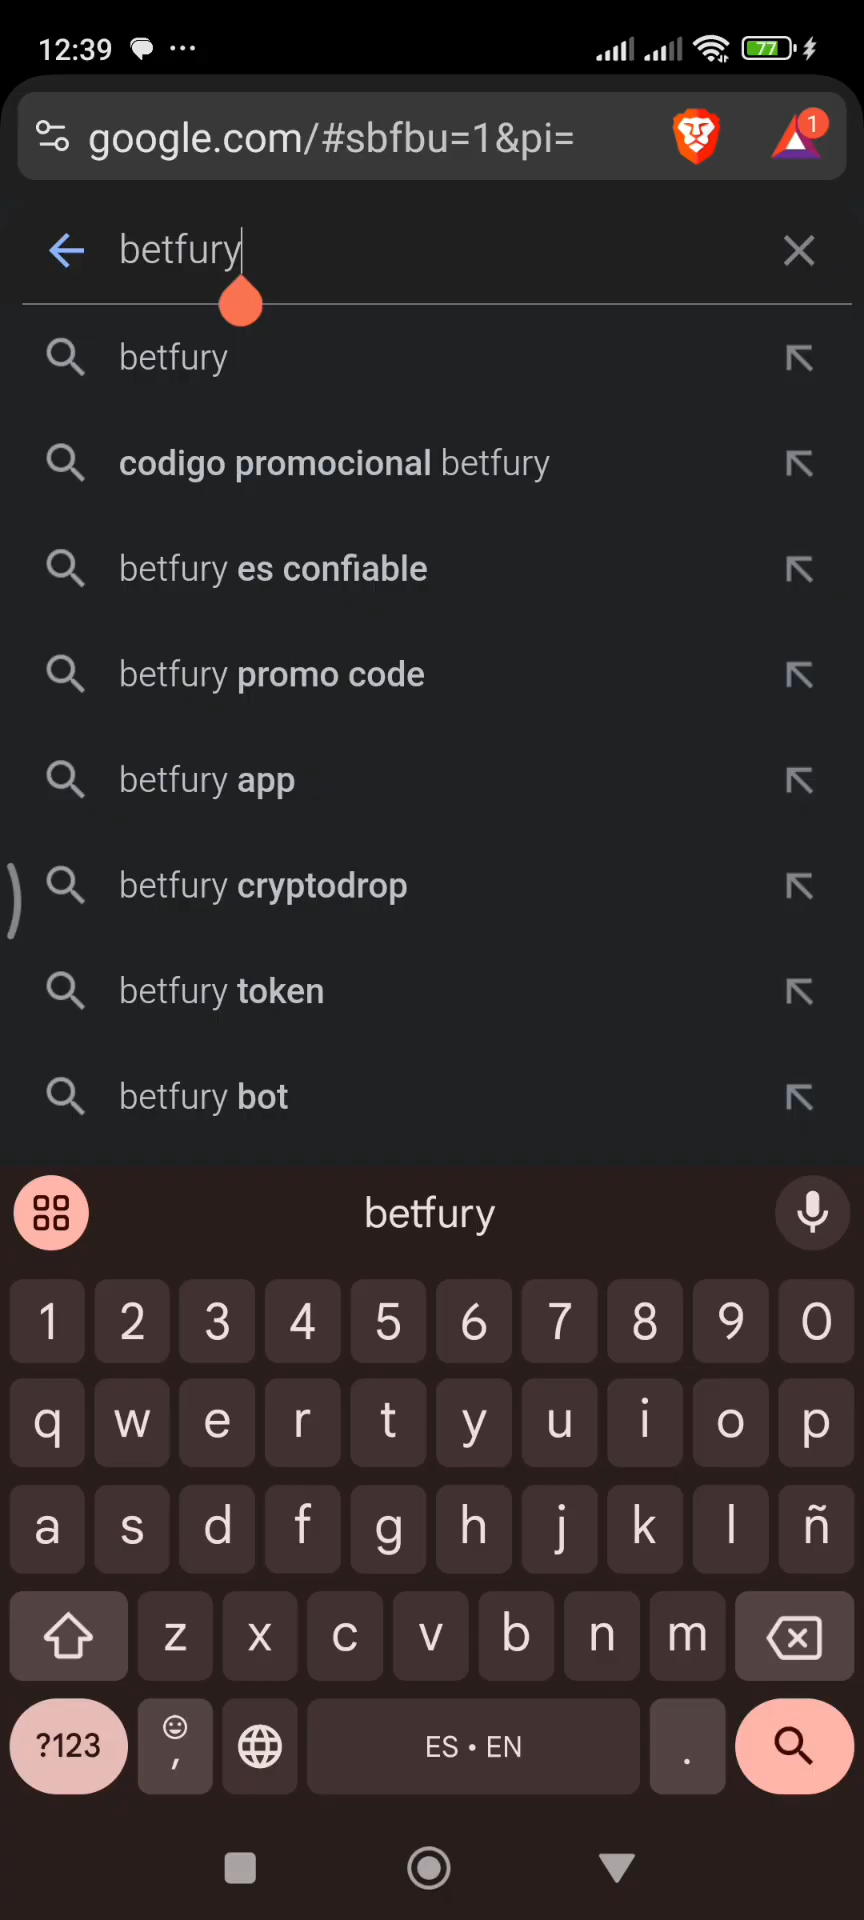 12:39
77
google.com/#sbfbu=1&pi=
1
betfury
betfury
codigo promocional betfury
betfury es confiable
betfury promo code
betfury app
betfury cryptodrop
betfury token
betfury bot
betfury
1 2 3 4 5 6 7 8 9 0
q w e r t y u i o p
a s d f g h j k l ñ
z x c v b n m
?123 , ES • EN .